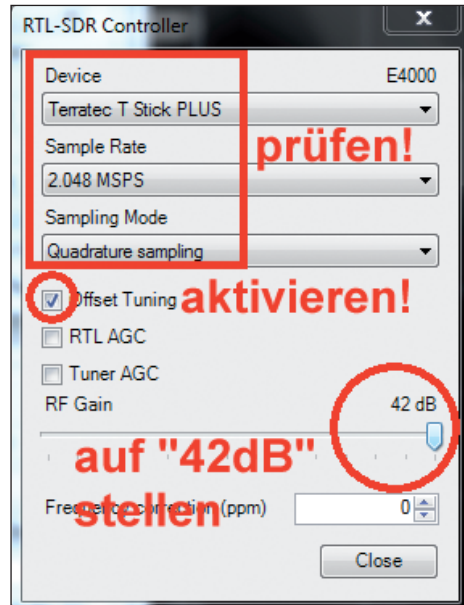 RTL-SDR Controller x
Device E4000
Terratec T Stick PLUS
prüfen!
Sample Rate
2.048 MSPS
Sampling Mode
Quadrature sampling
Offset Tuning aktivieren!
RTL AGC
Tuner AGC
RF Gain 42 dB
auf "42dB"
stellen
Frequency correction (ppm) 0
Close